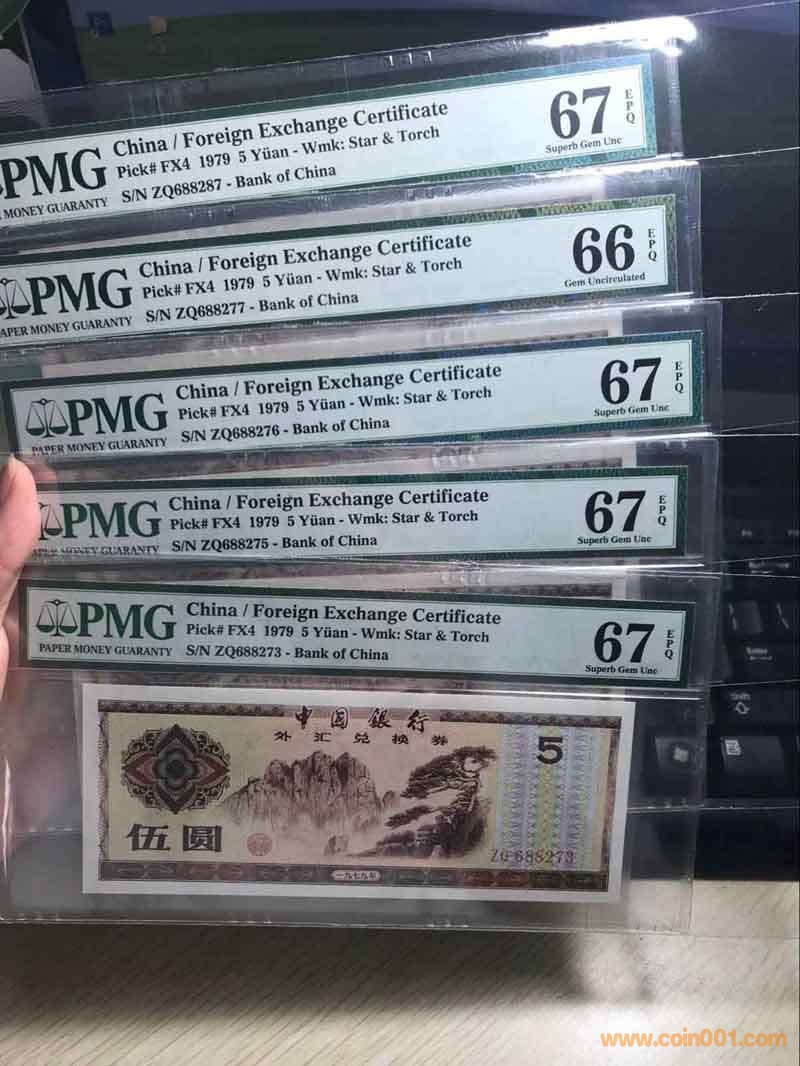 PMG
MONEY GUARANTY
China / Foreign Exchange Certificate
Pick# FX4 1979 5 Yüan - Wmk: Star & Torch
S/N ZQ688287 - Bank of China
67
EPQ
Superb Gem Unc
PMG
PAPER MONEY GUARANTY
China / Foreign Exchange Certificate
Pick# FX4 1979 5 Yüan - Wmk: Star & Torch
S/N ZQ688277 - Bank of China
66
EPQ
Gem Uncirculated
PMG
PAPER MONEY GUARANTY
China / Foreign Exchange Certificate
Pick# FX4 1979 5 Yüan - Wmk: Star & Torch
S/N ZQ688276 - Bank of China
67
EPQ
Superb Gem Unc
PMG
PAPER MONEY GUARANTY
China / Foreign Exchange Certificate
Pick# FX4 1979 5 Yüan - Wmk: Star & Torch
S/N ZQ688275 - Bank of China
67
EPQ
Superb Gem Unc
PMG
PAPER MONEY GUARANTY
China / Foreign Exchange Certificate
Pick# FX4 1979 5 Yüan - Wmk: Star & Torch
S/N ZQ688273 - Bank of China
67
EPQ
Superb Gem Unc
中国银行
外汇兑换券
5
伍圆
ZQ 688273
一九七九年
Shift
www.coin001.com